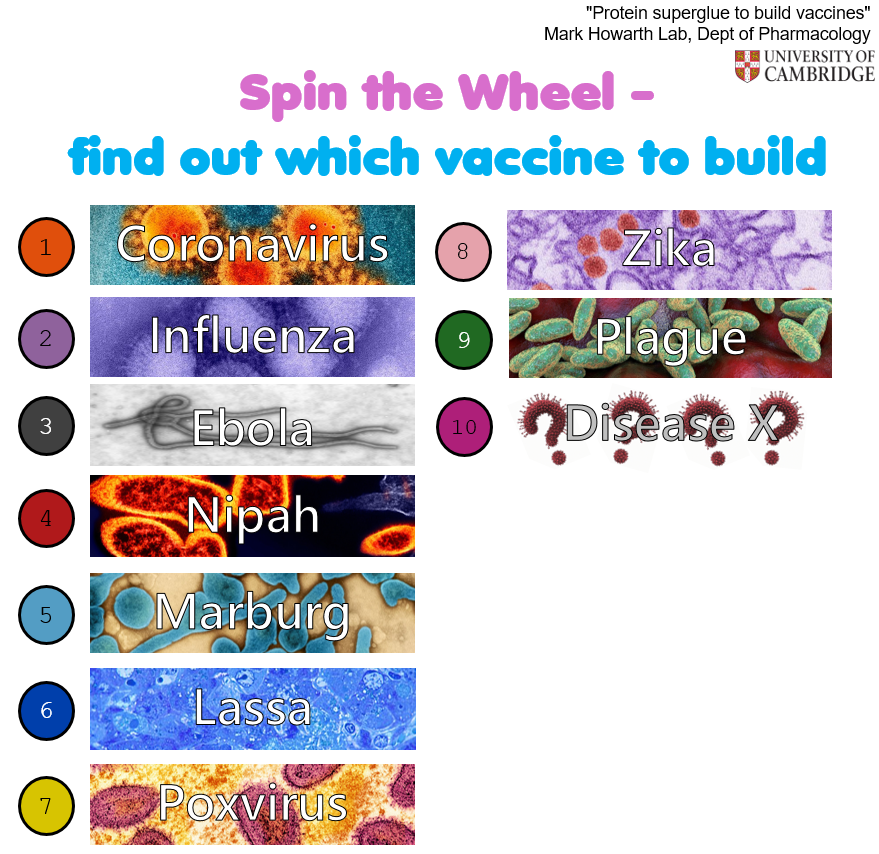 "Protein superglue to build vaccines"
Mark Howarth Lab, Dept of Pharmacology
UNIVERSITY OF
CAMBRIDGE
Spin the Wheel -
find out which vaccine to build
1 Coronavirus
2 Influenza
3 Ebola
4 Nipah
5 Marburg
6 Lassa
7 Poxvirus
8 Zika
9 Plague
10 Disease X